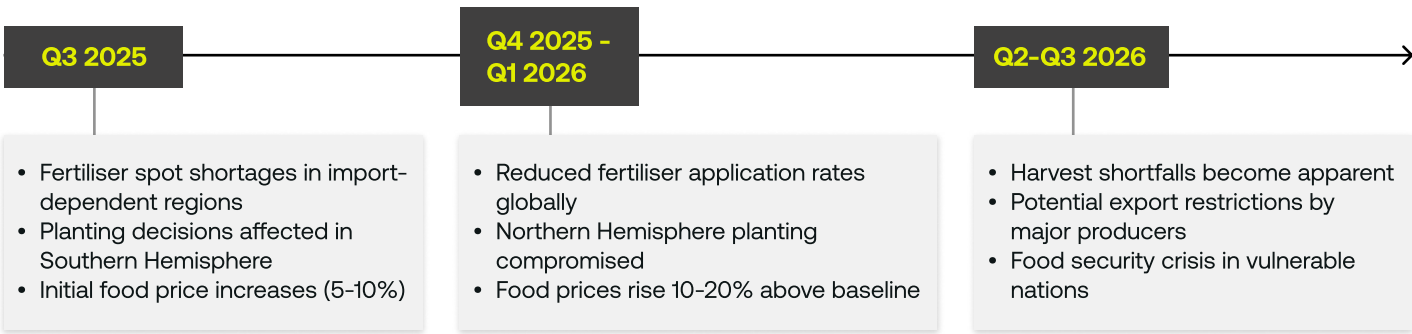 Q3 2025
• Fertiliser spot shortages in import-
dependent regions
• Planting decisions affected in
Southern Hemisphere
• Initial food price increases (5-10%)
Q4 2025 -
Q1 2026
• Reduced fertiliser application rates
globally
• Northern Hemisphere planting
compromised
• Food prices rise 10-20% above baseline
Q2-Q3 2026
• Harvest shortfalls become apparent
• Potential export restrictions by
major producers
• Food security crisis in vulnerable
nations